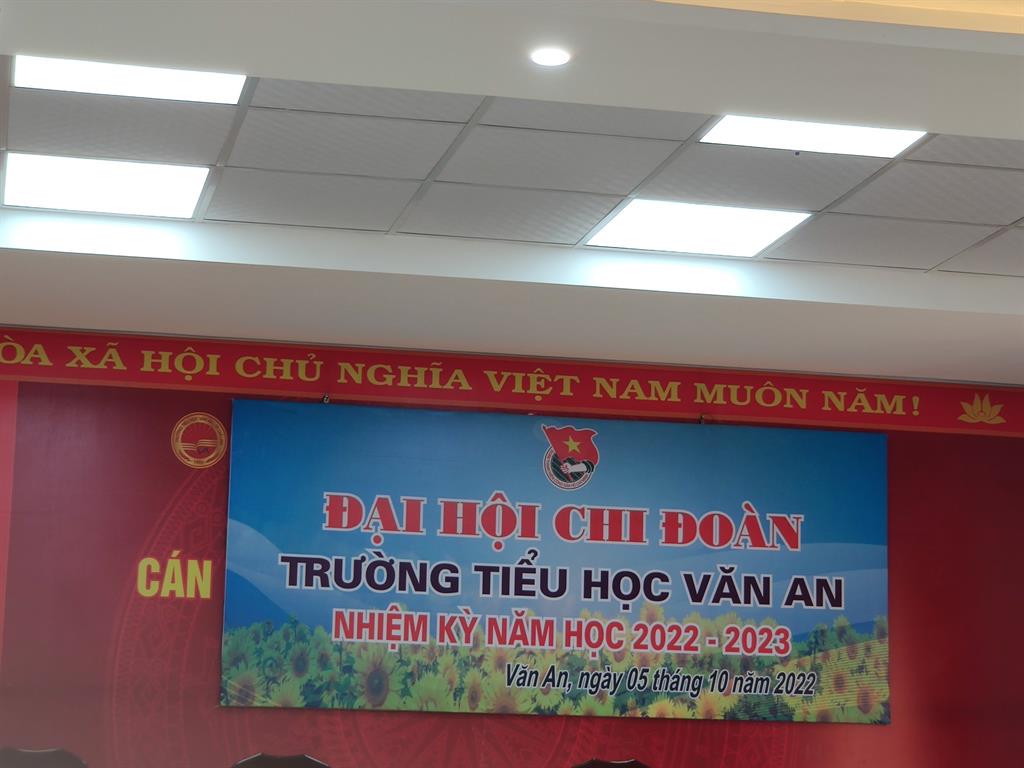 ÒA XÃ HỘI CHỦ NGHĨA VIỆT NAM MUÔN NĂM!
CÁN
ĐẠI HỘI CHI ĐOÀN
TRƯỜNG TIỂU HỌC VĂN AN
NHIỆM KỲ NĂM HỌC 2022 - 2023
Văn An, ngày 05 tháng 10 năm 2022